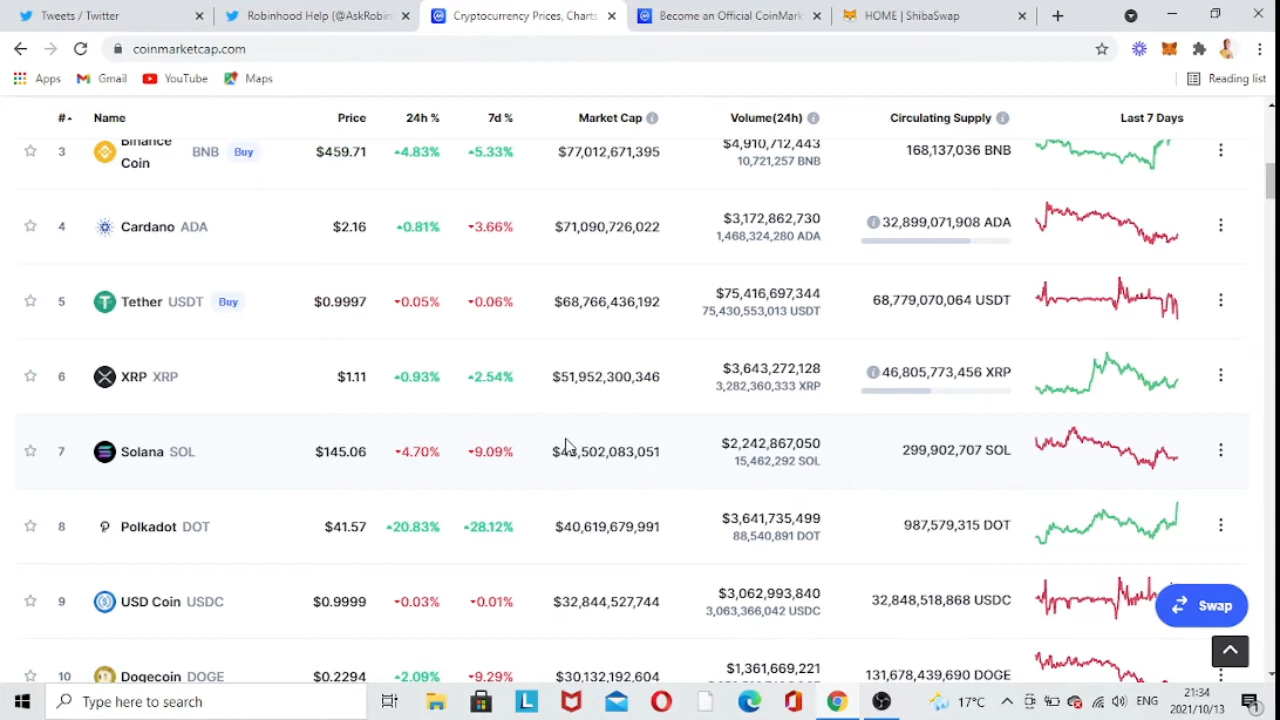 Tweets / Twitter
Robinhood Help (@AskRobin
Cryptocurrency Prices, Charts
Become an Official CoinMark
HOME | ShibaSwap
coinmarketcap.com
Apps Gmail YouTube Maps Reading list
# Name Price 24h % 7d % Market Cap Volume(24h) Circulating Supply Last 7 Days
3 Binance Coin BNB Buy $459.71 4.83% 5.33% $77,012,671,395 $4,910,712,443 168,137,036 BNB
10,721,257 BNB
4 Cardano ADA $2.16 0.81% 3.66% $71,090,726,022 $3,172,862,730 32,899,071,908 ADA
1,468,324,280 ADA
5 Tether USDT Buy $0.9997 0.05% 0.06% $68,766,436,192 $75,416,697,344 68,779,070,064 USDT
75,430,553,013 USDT
6 XRP XRP $1.11 0.93% 2.54% $51,952,300,346 $3,643,272,128 46,805,773,456 XRP
3,282,360,333 XRP
7 Solana SOL $145.06 4.70% 9.09% $2,242,867,050 299,902,707 SOL
15,462,292 SOL
8 Polkadot DOT $41.57 20.83% 28.12% $40,619,679,991 $3,641,735,499 987,579,315 DOT
88,540,891 DOT
9 USD Coin USDC $0.9999 0.03% 0.01% $32,844,527,744 $3,062,993,840 32,848,518,868 USDC
3,063,366,042 USDC
Swap
10 Dogecoin DOGE $0.2294 2.09% 9.29% $30,132,192,604 $1,361,669,221 131,678,439,690 DOGE
Type here to search
17°C ENG 21:34
2021/10/13